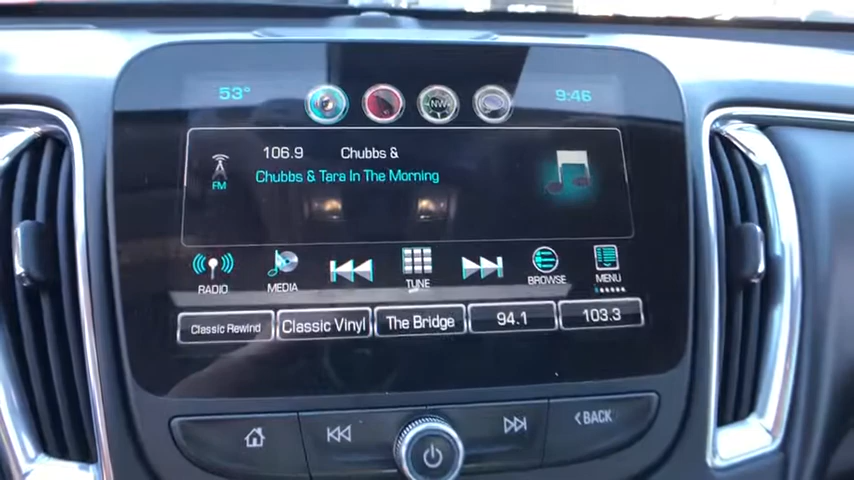 53°
NW
9:46
106.9 Chubbs &
FM
Chubbs & Tara In The Morning
RADIO
MEDIA
TUNE
BROWSE
MENU
Classic Rewind
Classic Vinyl
The Bridge
94.1
103.3
BACK